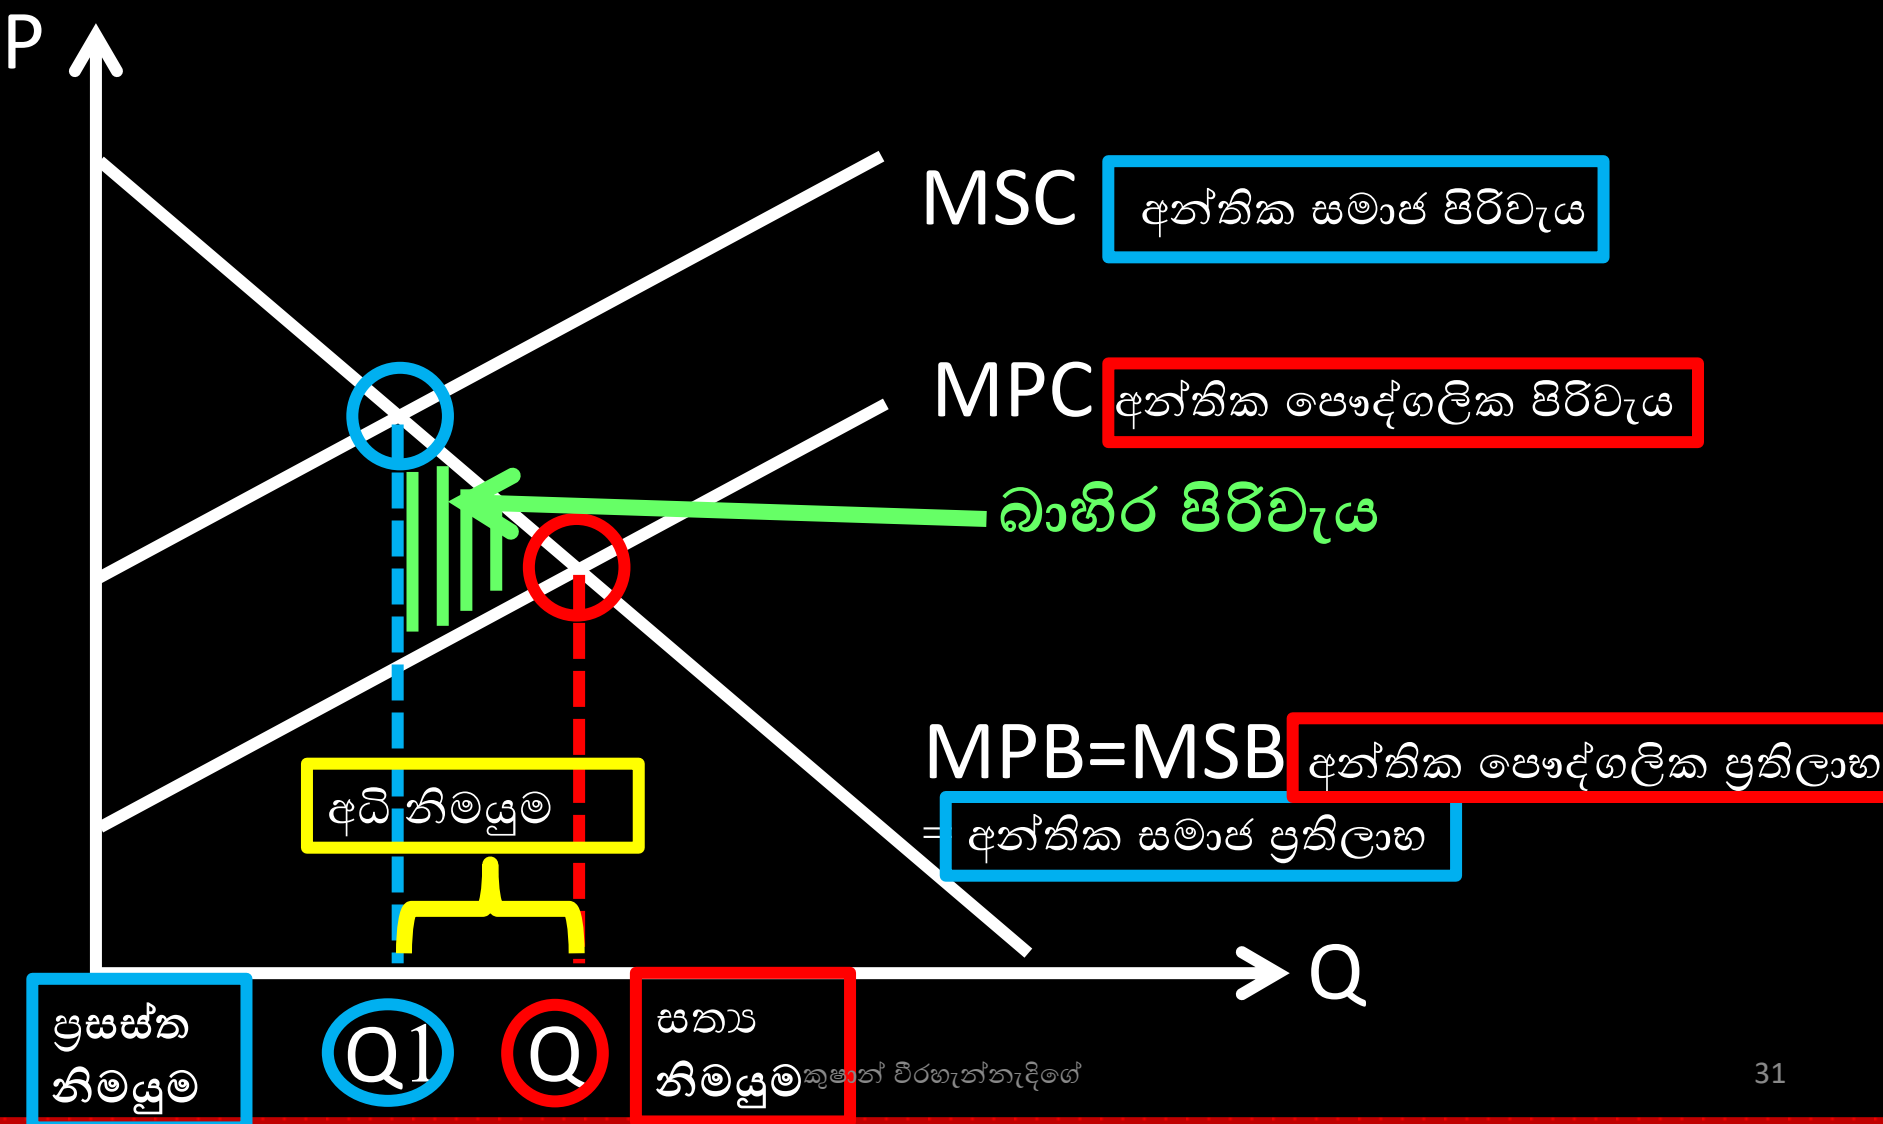 P
MSC අන්තික සමාජ පිරිවැය
MPC අන්තික පෞද්ගලික පිරිවැය
බාහිර පිරිවැය
MPB=MSB අන්තික පෞද්ගලික ප්‍රතිලාභ
= අන්තික සමාජ ප්‍රතිලාභ
අධි නිමයුම
Q
ප්‍රසස්ත
නිමයුම
Q1
Q
සත්‍ය
නිමයුම
කුෂාන් වීරහැන්නැදිගේ
31